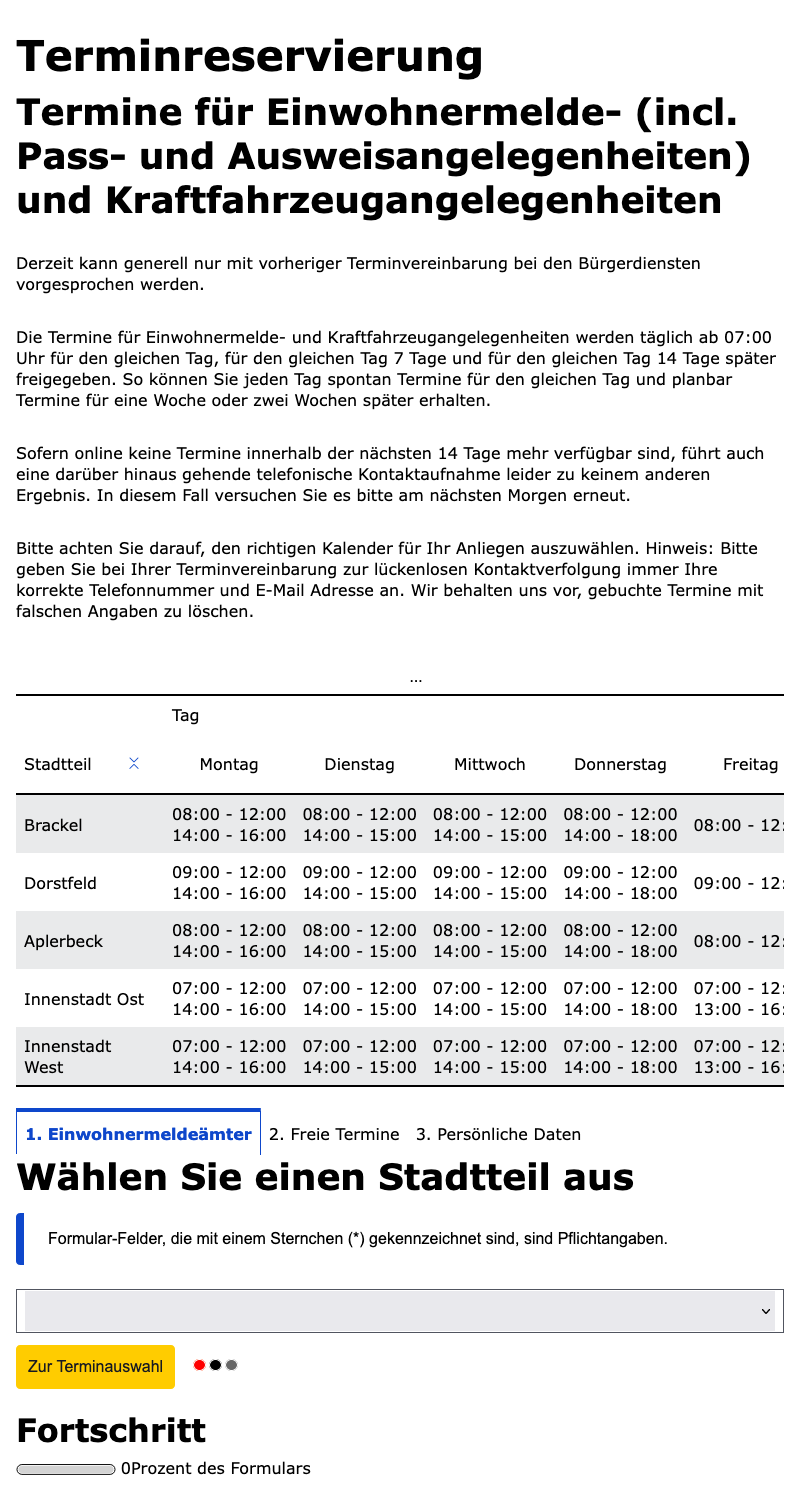 Terminreservierung
Termine für Einwohnermelde- (incl.
Pass- und Ausweisangelegenheiten)
und Kraftfahrzeugangelegenheiten
Derzeit kann generell nur mit vorheriger Terminvereinbarung bei den Bürgerdiensten
vorgesprochen werden.
Die Termine für Einwohnermelde- und Kraftfahrzeugangelegenheiten werden täglich ab 07:00
Uhr für den gleichen Tag, für den gleichen Tag 7 Tage und für den gleichen Tag 14 Tage später
freigegeben. So können Sie jeden Tag spontan Termine für den gleichen Tag und planbar
Termine für eine Woche oder zwei Wochen später erhalten.
Sofern online keine Termine innerhalb der nächsten 14 Tage mehr verfügbar sind, führt auch
eine darüber hinaus gehende telefonische Kontaktaufnahme leider zu keinem anderen
Ergebnis. In diesem Fall versuchen Sie es bitte am nächsten Morgen erneut.
Bitte achten Sie darauf, den richtigen Kalender für Ihr Anliegen auszuwählen. Hinweis: Bitte
geben Sie bei Ihrer Terminvereinbarung zur lückenlosen Kontaktverfolgung immer Ihre
korrekte Telefonnummer und E-Mail Adresse an. Wir behalten uns vor, gebuchte Termine mit
falschen Angaben zu löschen.
...
Tag
Stadtteil Montag Dienstag Mittwoch Donnerstag Freitag
Brackel
08:00 - 12:00 08:00 - 12:00 08:00 - 12:00 08:00 - 12:00 08:00 - 12:
14:00 - 16:00 14:00 - 15:00 14:00 - 15:00 14:00 - 18:00
Dorstfeld
09:00 - 12:00 09:00 - 12:00 09:00 - 12:00 09:00 - 12:00 09:00 - 12:
14:00 - 16:00 14:00 - 15:00 14:00 - 15:00 14:00 - 18:00
Aplerbeck
08:00 - 12:00 08:00 - 12:00 08:00 - 12:00 08:00 - 12:00 08:00 - 12:
14:00 - 16:00 14:00 - 15:00 14:00 - 15:00 14:00 - 18:00
Innenstadt Ost
07:00 - 12:00 07:00 - 12:00 07:00 - 12:00 07:00 - 12:00 07:00 - 12:
14:00 - 16:00 14:00 - 15:00 14:00 - 15:00 14:00 - 18:00 13:00 - 16:
Innenstadt 07:00 - 12:00 07:00 - 12:00 07:00 - 12:00 07:00 - 12:00 07:00 - 12:
West 14:00 - 16:00 14:00 - 15:00 14:00 - 15:00 14:00 - 18:00 13:00 - 16:
1. Einwohnermeldeämter 2. Freie Termine 3. Persönliche Daten
Wählen Sie einen Stadtteil aus
Formular-Felder, die mit einem Sternchen (*) gekennzeichnet sind, sind Pflichtangaben.
Zur Terminauswahl
Fortschritt
0Prozent des Formulars